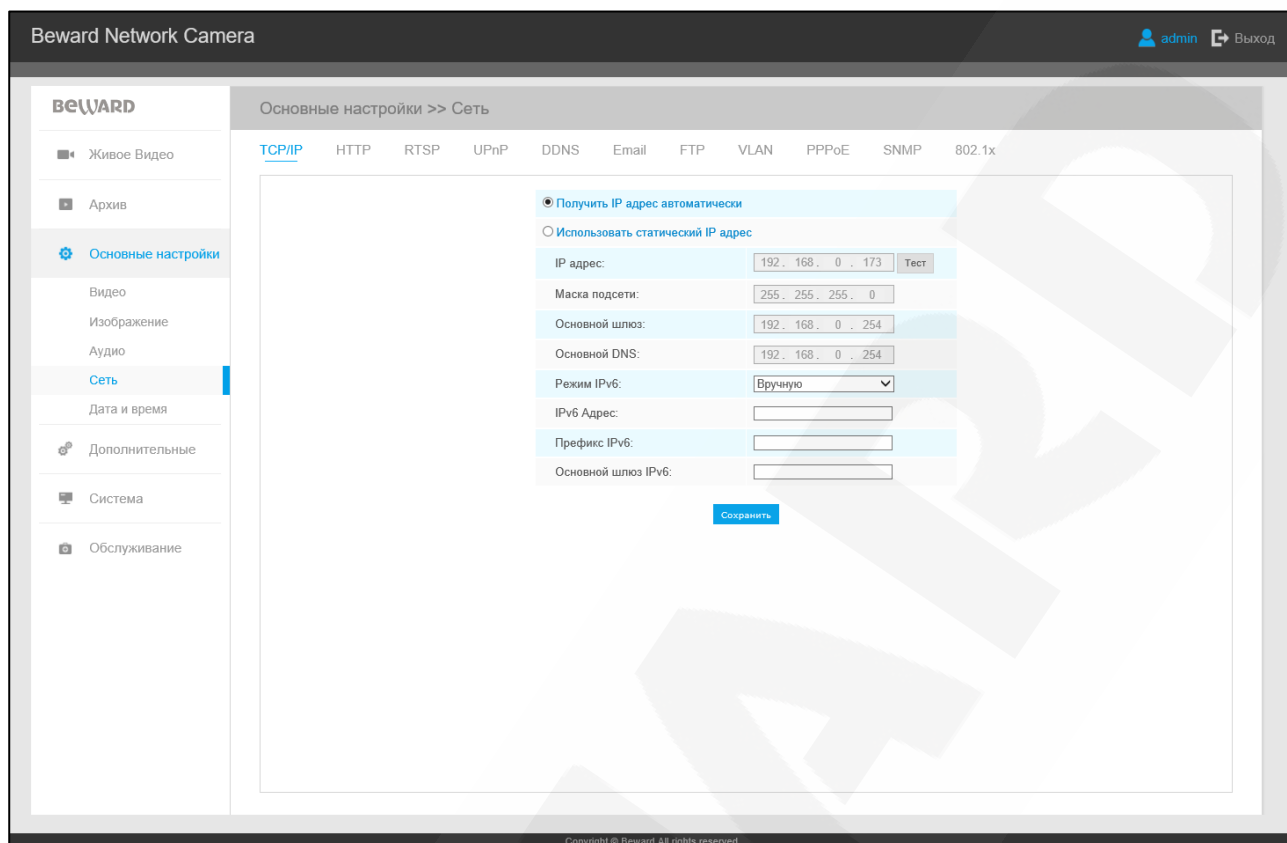 Beward Network Camera
admin Выход
BEWARD
Основные настройки >> Сеть
Живое Видео
Архив
Основные настройки
Видео
Изображение
Аудио
Сеть
Дата и время
Дополнительные
Система
Обслуживание
TCP/IP HTTP RTSP UPnP DDNS Email FTP VLAN PPPoE SNMP 802.1x
Получить IP адрес автоматически
Использовать статический IP адрес
IP адрес: 192. 168. 0 . 173 Тест
Маска подсети: 255. 255. 255. 0
Основной шлюз: 192. 168. 0 . 254
Основной DNS: 192. 168. 0 . 254
Режим IPv6: Вручную
IPv6 Адрес:
Префикс IPv6:
Основной шлюз IPv6:
Сохранить
Copyright © Beward.All rights reserved